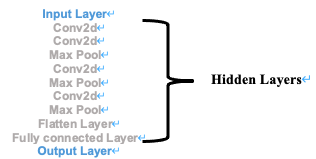 Input Layer
Conv2d
Conv2d
Max Pool
Conv2d
Max Pool
Conv2d
Max Pool
Flatten Layer
Fully connected Layer
Output Layer
Hidden Layers